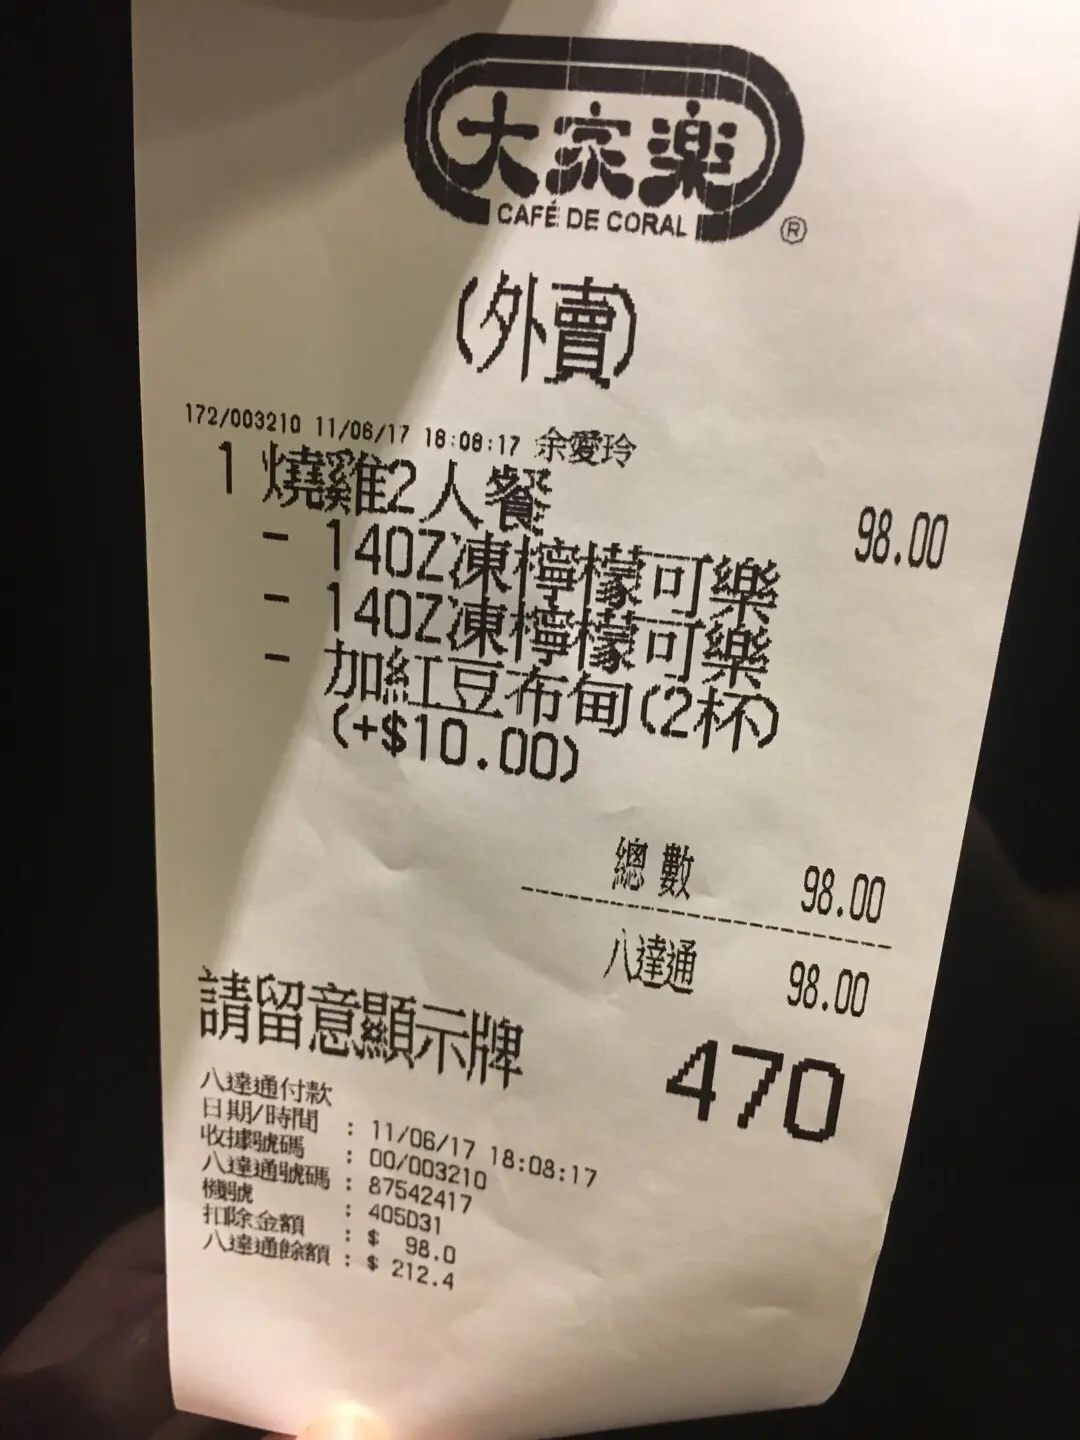 大家楽
CAFÉ DE CORAL
®
(外賣)
172/003210 11/06/17 18:08:17 余愛玲
1 燒雞2人餐 98.00
- 14OZ凍檸檬可樂
- 14OZ凍檸檬可樂
- 加紅豆布甸(2杯)
(+$10.00)
總數 98.00
八達通 98.00
請留意顯示牌 470
八達通付款
日期/時間 : 11/06/17 18:08:17
收據號碼 : 00/003210
八達通號碼 : 87542417
機號 : 405D31
扣除金額 : $ 98.0
八達通餘額 : $ 212.4